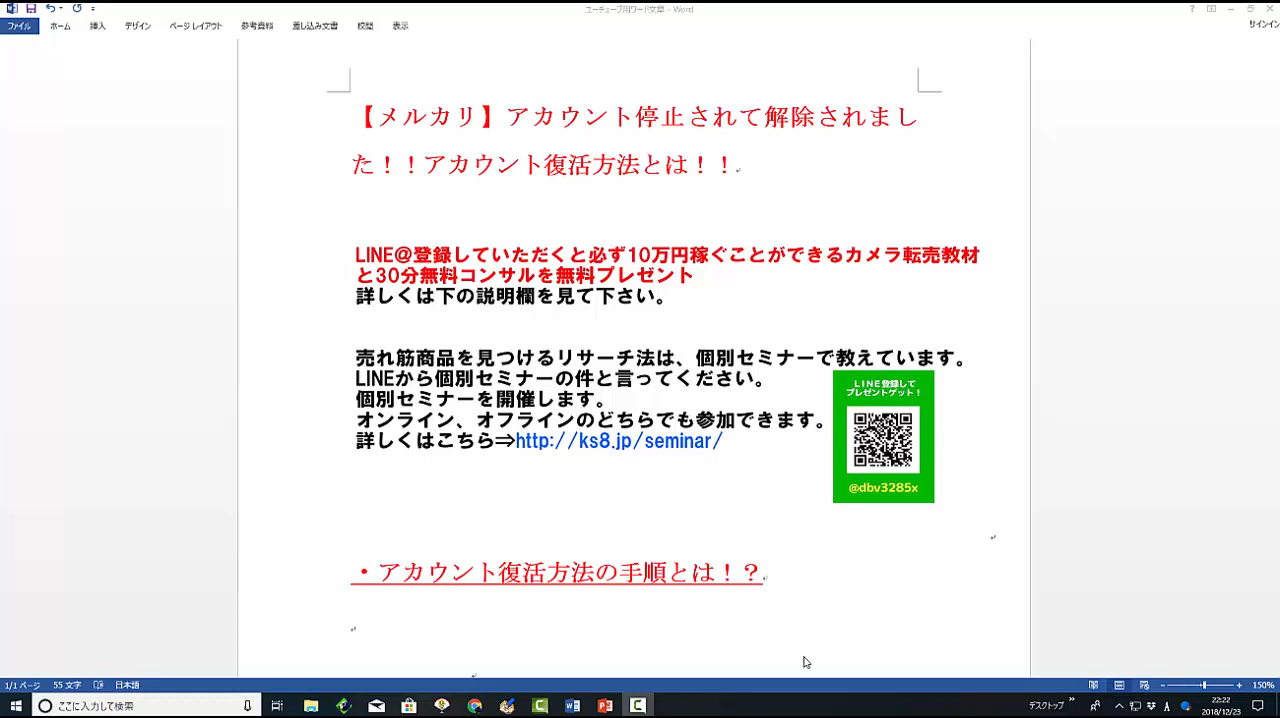 ユーチューブ用ワード文章 - Word
ファイル ホーム 挿入 デザイン ページ レイアウト 参考資料 差し込み文書 校閲 表示
サインイン
【メルカリ】アカウント停止されて解除されまし
た！！アカウント復活方法とは！！
LINE@登録していただくと必ず10万円稼ぐことができるカメラ転売教材
と30分無料コンサルを無料プレゼント
詳しくは下の説明欄を見て下さい。
売れ筋商品を見つけるリサーチ法は、個別セミナーで教えています。
LINEから個別セミナーの件と言ってください。
個別セミナーを開催します。
オンライン、オフラインのどちらでも参加できます。
詳しくはこちら⇒http://ks8.jp/seminar/
LINE登録して
プレゼントゲット！
@dbv3285x
・アカウント復活方法の手順とは！？
1/1 ページ 55 文字 日本語
150%
ここに入力して検索
デスクトップ
22:22
2018/12/23